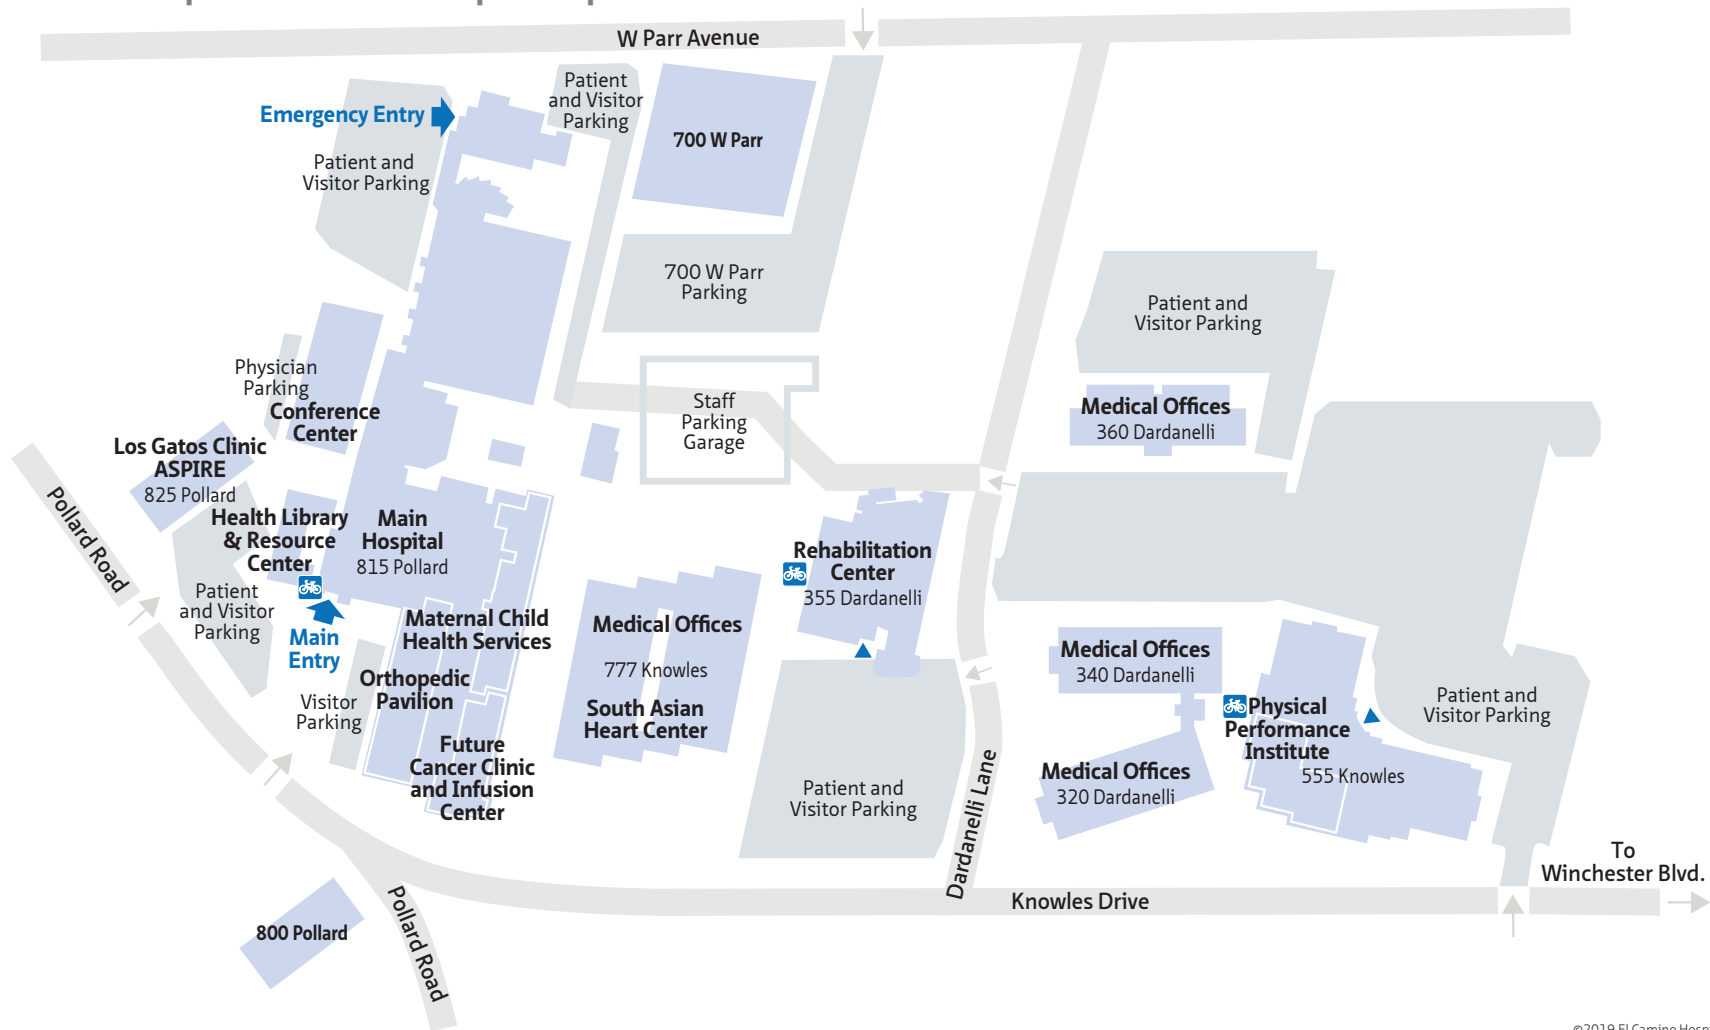 W Parr Avenue
Emergency Entry
Patient and
Visitor Parking
Patient
and Visitor
Parking
700 W Parr
700 W Parr
Parking
Patient and
Visitor Parking
Physician
Parking
Conference
Center
Staff
Parking
Garage
Medical Offices
360 Dardanelli
Los Gatos Clinic
ASPIRE
825 Pollard
Pollard Road
Health Library
& Resource
Center
Main
Hospital
815 Pollard
Rehabilitation
Center
355 Dardanelli
Patient
and Visitor
Parking
Main
Entry
Maternal Child
Health Services
Medical Offices
777 Knowles
South Asian
Heart Center
Orthopedic
Pavilion
Visitor
Parking
Future
Cancer Clinic
and Infusion
Center
Patient and
Visitor Parking
Dardanelli Lane
Medical Offices
340 Dardanelli
Medical Offices
320 Dardanelli
Physical
Performance
Institute
555 Knowles
Patient and
Visitor Parking
To
Winchester Blvd.
Knowles Drive
800 Pollard
Pollard Road
©2019 El Camino Hosp